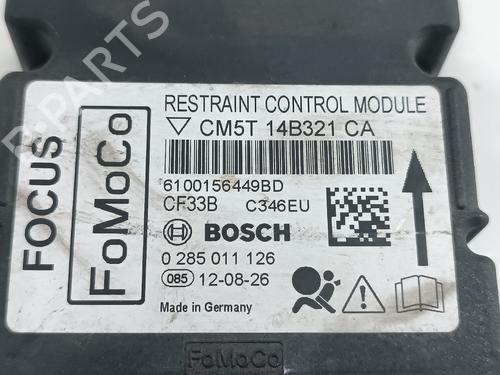 RESTRAINT CONTROL MODULE
CM5T 14B321 CA
6100156449BD
CF33B C346EU
BOSCH
0 285 011 126
085 12-08-26
Made in Germany
FOCUS
FoMoCo
FoMoCo
B-PARTS